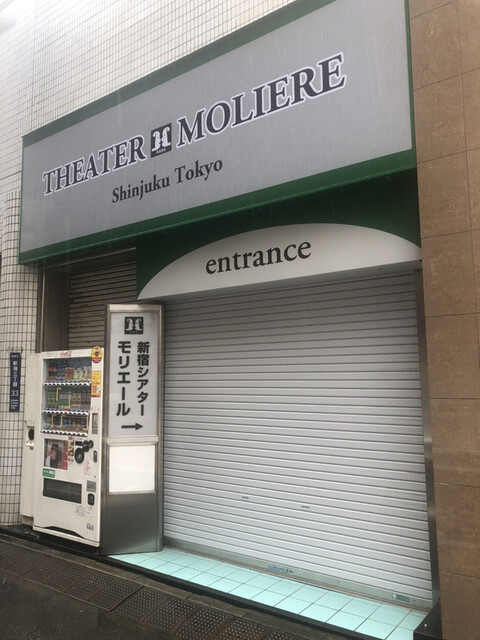 THEATER MOLIERE
Shinjuku Tokyo
entrance
新宿シアター
モリエール
→